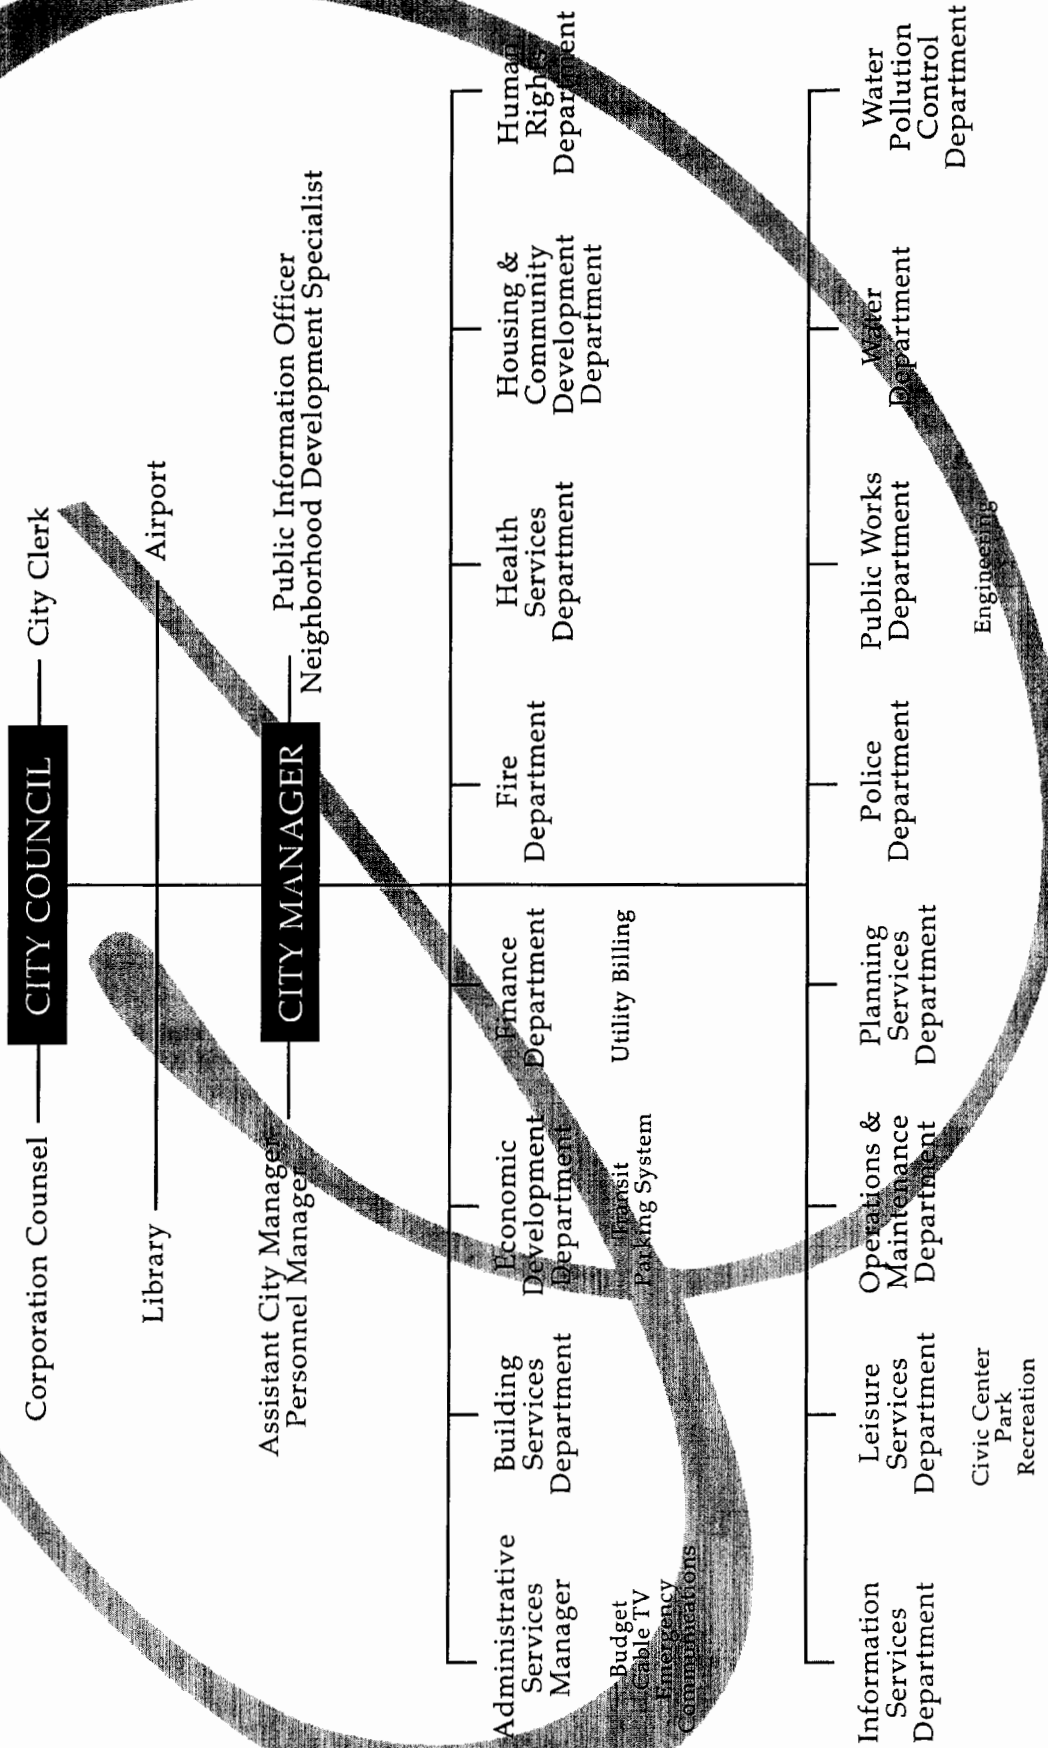 Corporation Counsel
CITY COUNCIL
City Clerk
Library
Airport
Assistant City Manager
Personnel Manager
CITY MANAGER
Public Information Officer
Neighborhood Development Specialist
Administrative
Services
Manager
Budget
Cable TV
Emergency
Communications
Building
Services
Department
Economic
Development
Department
Transit
Parking System
Finance
Department
Utility Billing
Fire
Department
Health
Services
Department
Housing &
Community
Development
Department
Human
Rights
Department
Information
Services
Department
Leisure
Services
Department
Civic Center
Park
Recreation
Operations &
Maintenance
Department
Planning
Services
Department
Police
Department
Public Works
Department
Engineering
Water
Department
Water
Pollution
Control
Department